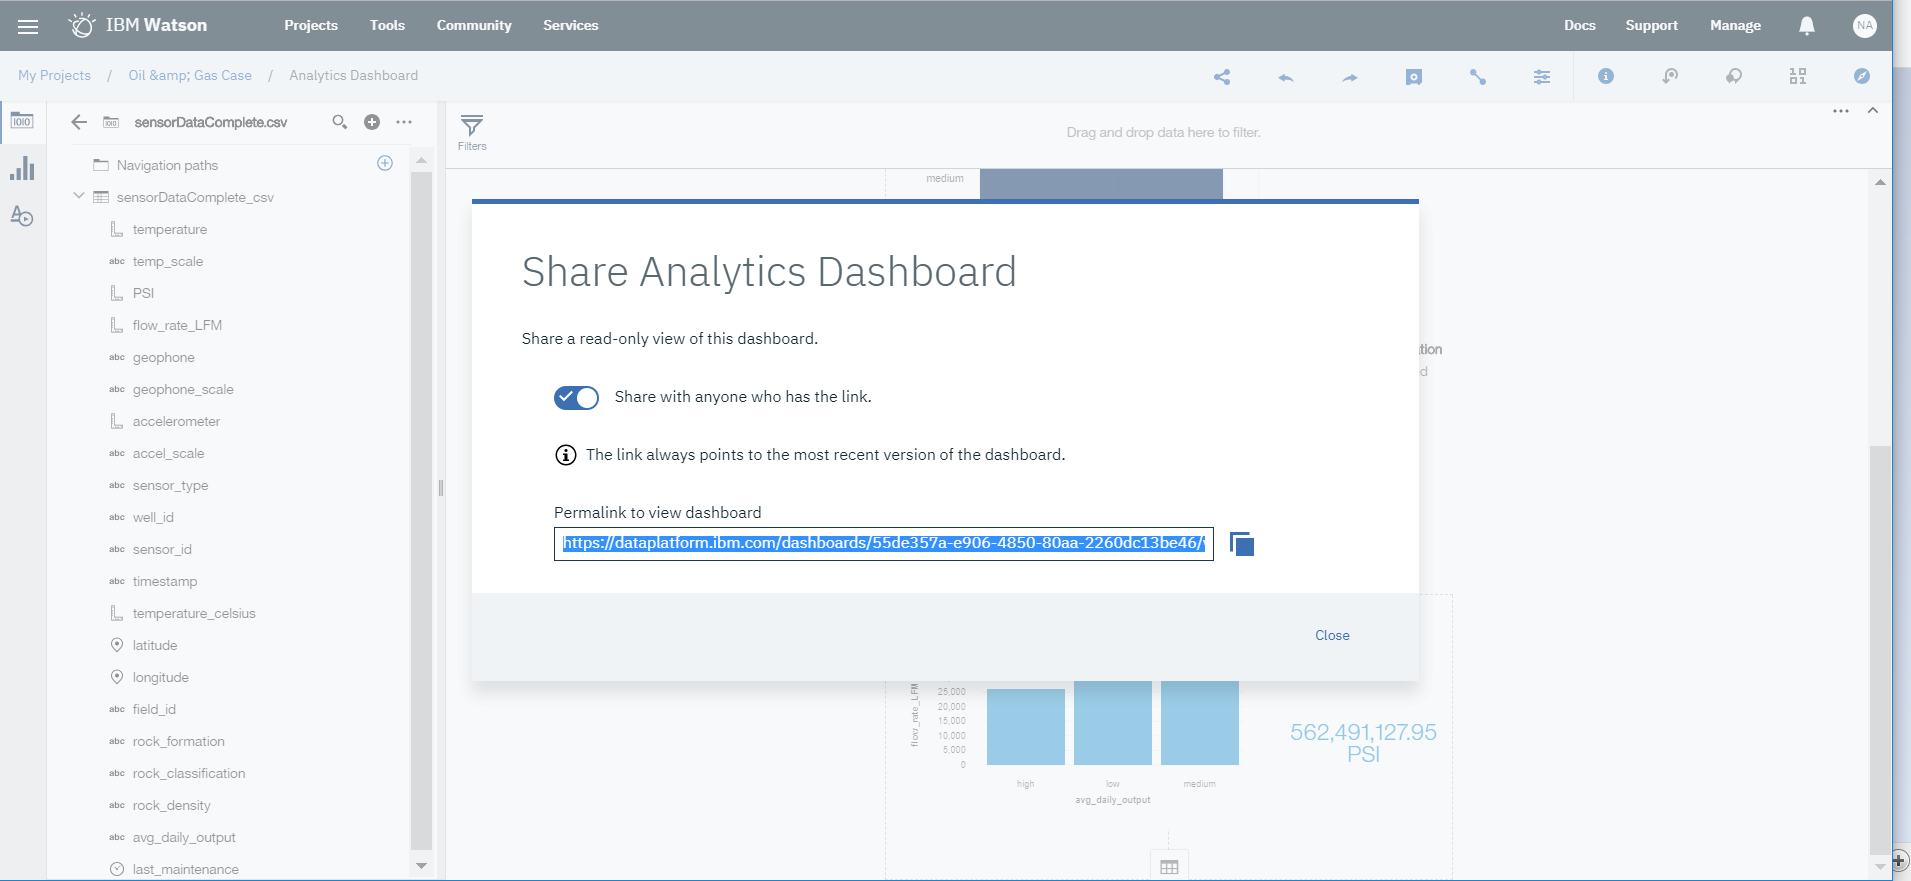 IBM Watson
Projects
Tools
Community
Services
Docs
Support
Manage
NA
My Projects / Oil &amp; Gas Case / Analytics Dashboard
sensorDataComplete.csv
Navigation paths
sensorDataComplete_csv
temperature
abc temp_scale
PSI
flow_rate_LFM
abc geophone
abc geophone_scale
accelerometer
abc accel_scale
abc sensor_type
abc well_id
abc sensor_id
abc timestamp
temperature_celsius
latitude
longitude
abc field_id
abc rock_formation
abc rock_classification
abc rock_density
abc avg_daily_output
last_maintenance
Filters
Drag and drop data here to filter.
medium
Share Analytics Dashboard
Share a read-only view of this dashboard.
Share with anyone who has the link.
The link always points to the most recent version of the dashboard.
Permalink to view dashboard
https://dataplatform.ibm.com/dashboards/55de357a-e906-4850-80aa-2260dc13be46/
Close
flow_rate_LFM
25,000
20,000
15,000
10,000
5,000
0
high
low
medium
avg_daily_output
562,491,127.95
PSI